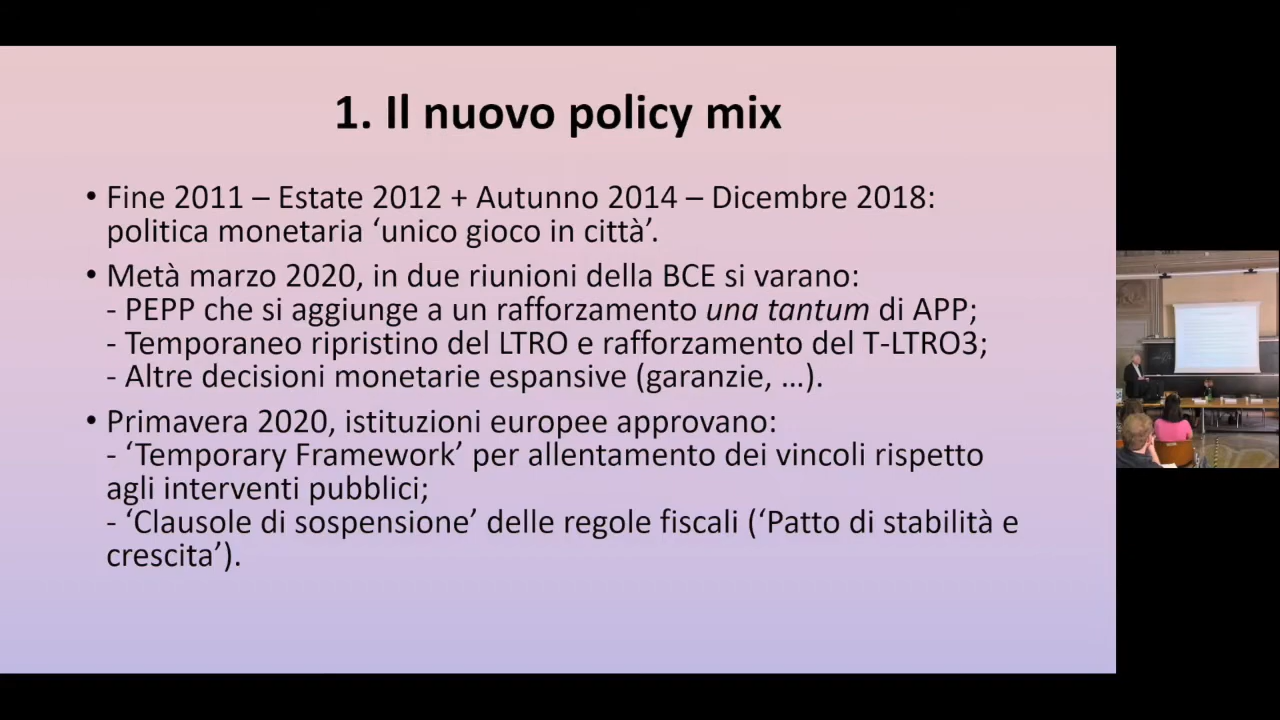 1. Il nuovo policy mix
• Fine 2011 – Estate 2012 + Autunno 2014 – Dicembre 2018:
politica monetaria ‘unico gioco in città’.
• Metà marzo 2020, in due riunioni della BCE si varano:
- PEPP che si aggiunge a un rafforzamento una tantum di APP;
- Temporaneo ripristino del LTRO e rafforzamento del T-LTRO3;
- Altre decisioni monetarie espansive (garanzie, …).
• Primavera 2020, istituzioni europee approvano:
- ‘Temporary Framework’ per allentamento dei vincoli rispetto
agli interventi pubblici;
- ‘Clausole di sospensione’ delle regole fiscali (‘Patto di stabilità e
crescita’).